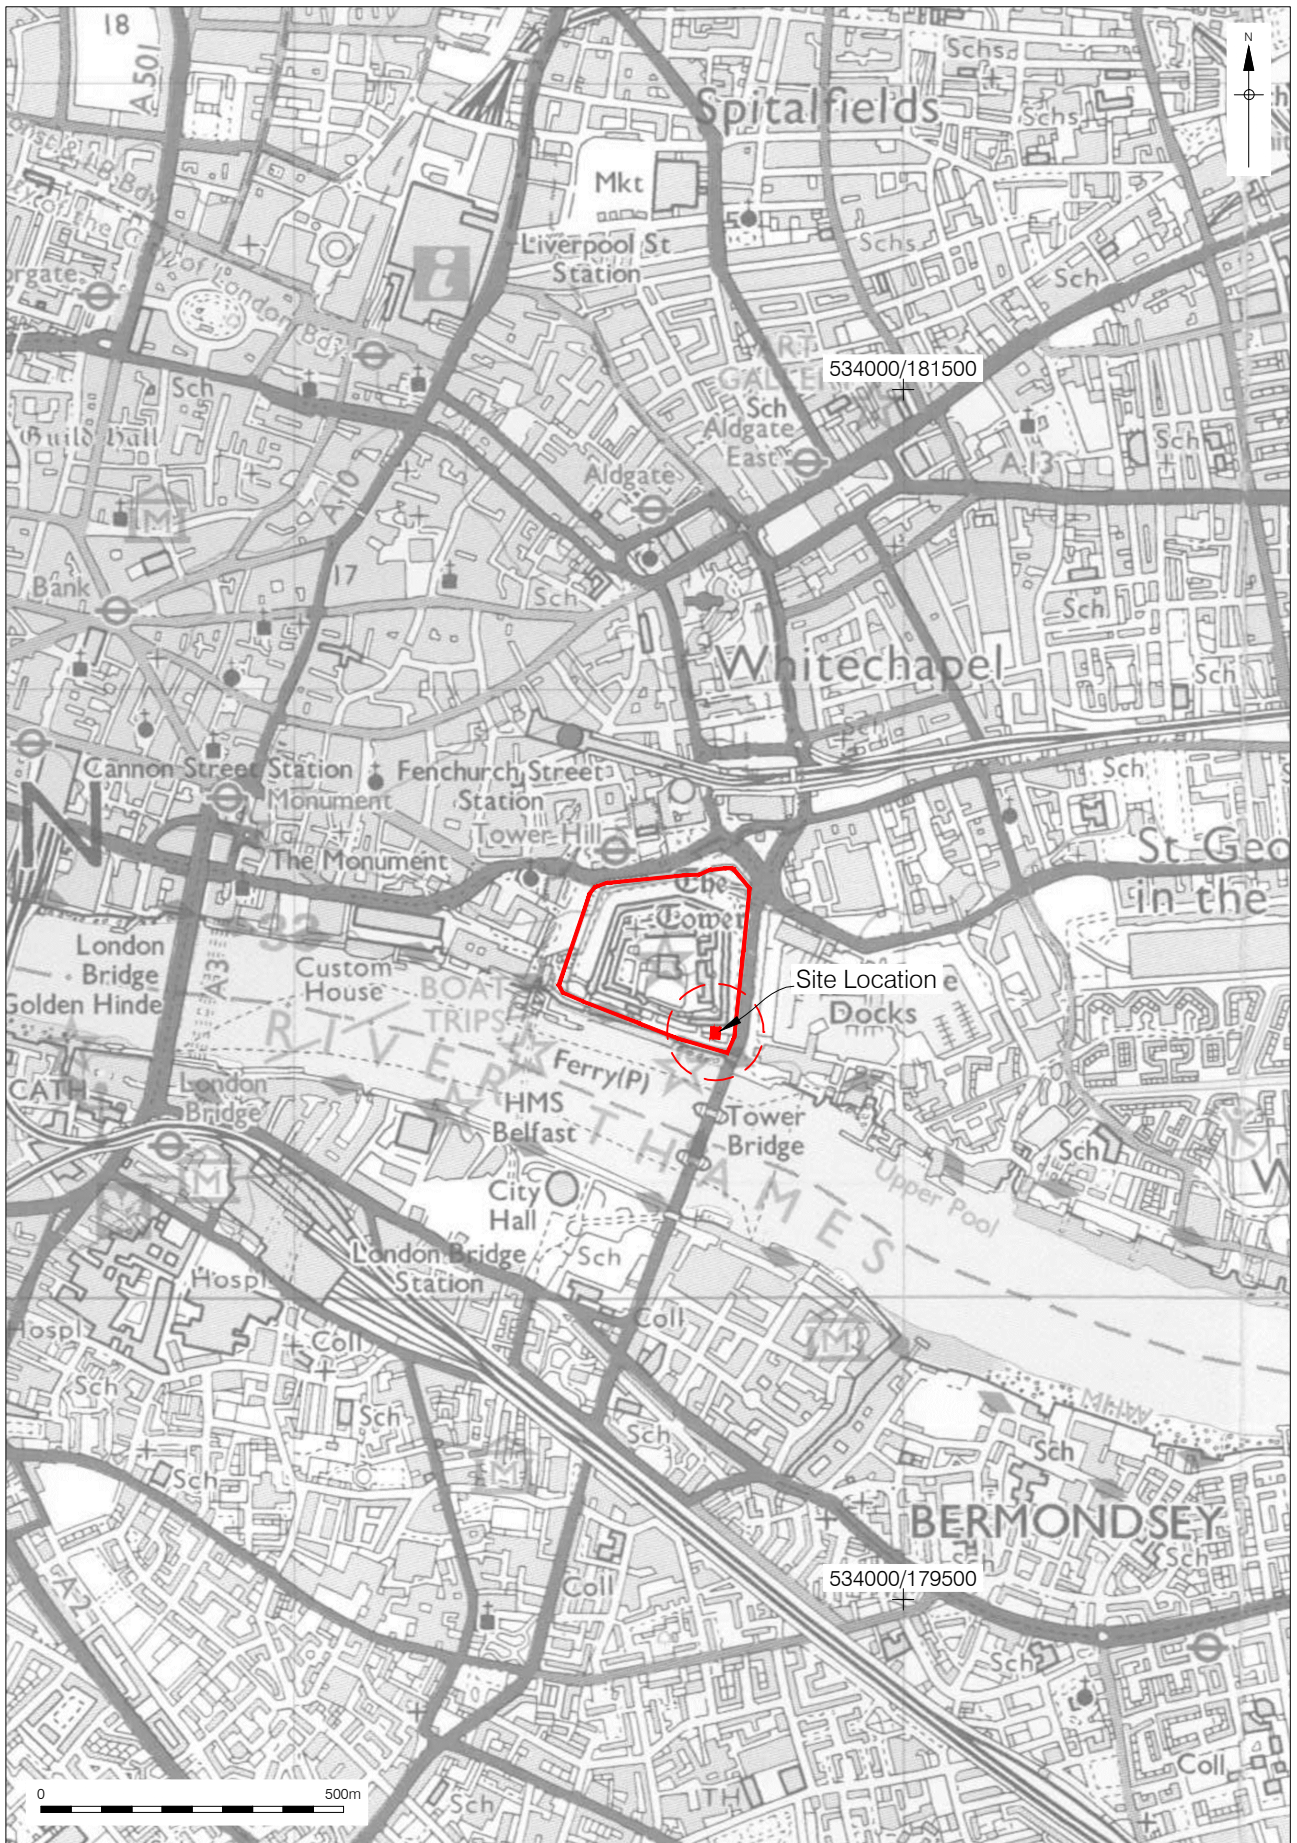 18
A501
Schs
N
Spitalfields
Schs
Mkt
Liverpool St
Station
Schs
Sch
i
ART
534000/181500
Sch
Sch
Aldgate
East
Guild Hall
Aldgate
A13
Sch
M
A10
17
Bank
Sch
Sch
Whitechapel
Sch
Sch
Cannon Street Station
Monument
Fenchurch Street
Station
Sch
N
Tower Hill
The Monument
The
Tower
St Geo
in the
33
London
Bridge
Golden Hinde
A3
Custom
House
BOAT
TRIPS
Site Location
e
Docks
RIVER THAMES
Ferry(P)
CATH
London
Bridge
HMS
Belfast
Tower
Bridge
Sch
M
City
Hall
Upper Pool
W
London Bridge
Station
Sch
Hospl
Hospl
Coll
Coll
M
Sch
Sch
Sch
Sch
M
Sch
BERMONDSEY
Sch
Sch
534000/179500
Coll
A2
Sch
Coll
TH
Sch
0
500m